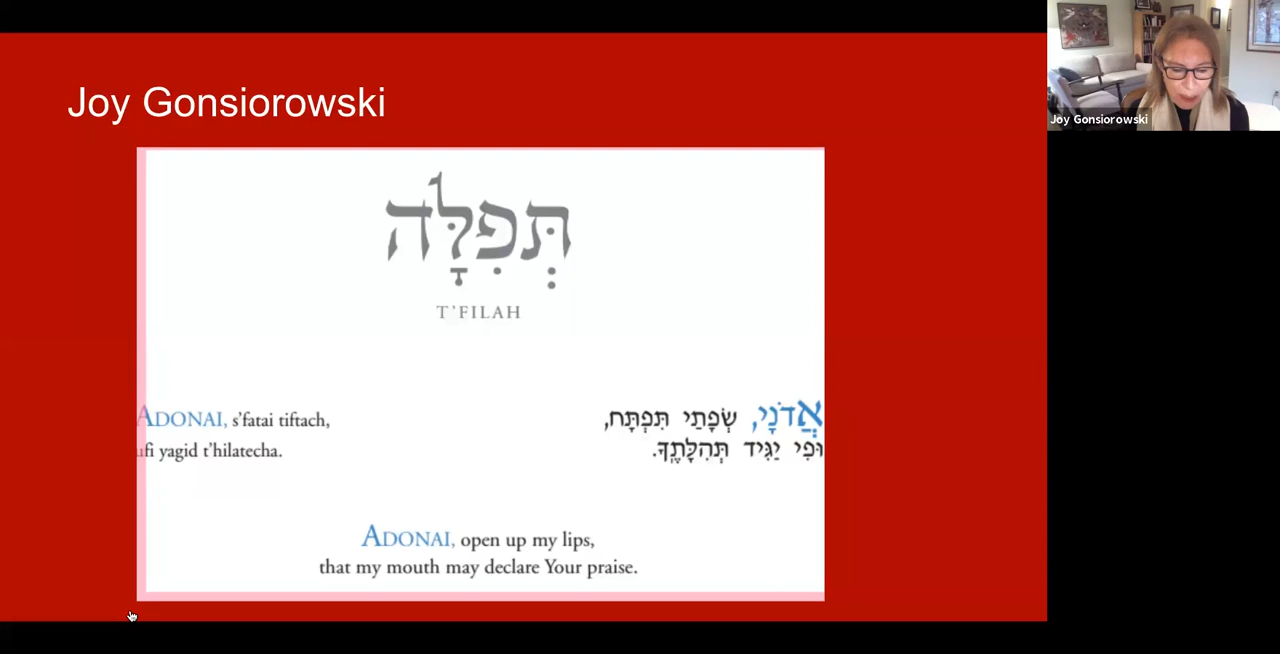 Joy Gonsiorowski
Joy Gonsiorowski
תְּפִלָּה
T'FILAH
ADONAI, s'fatai tiftach,
ufi yagid t'hilatecha.
אֲדֹנָי, שְׂפָתַי תִּפְתָּח,
וּפִי יַגִּיד תְּהִלָּתֶֽךָ.
ADONAI, open up my lips,
that my mouth may declare Your praise.